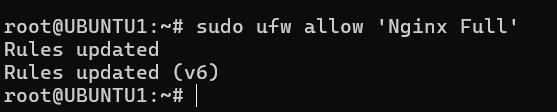 root@UBUNTU1:~# sudo ufw allow 'Nginx Full'
Rules updated
Rules updated (v6)
root@UBUNTU1:~#